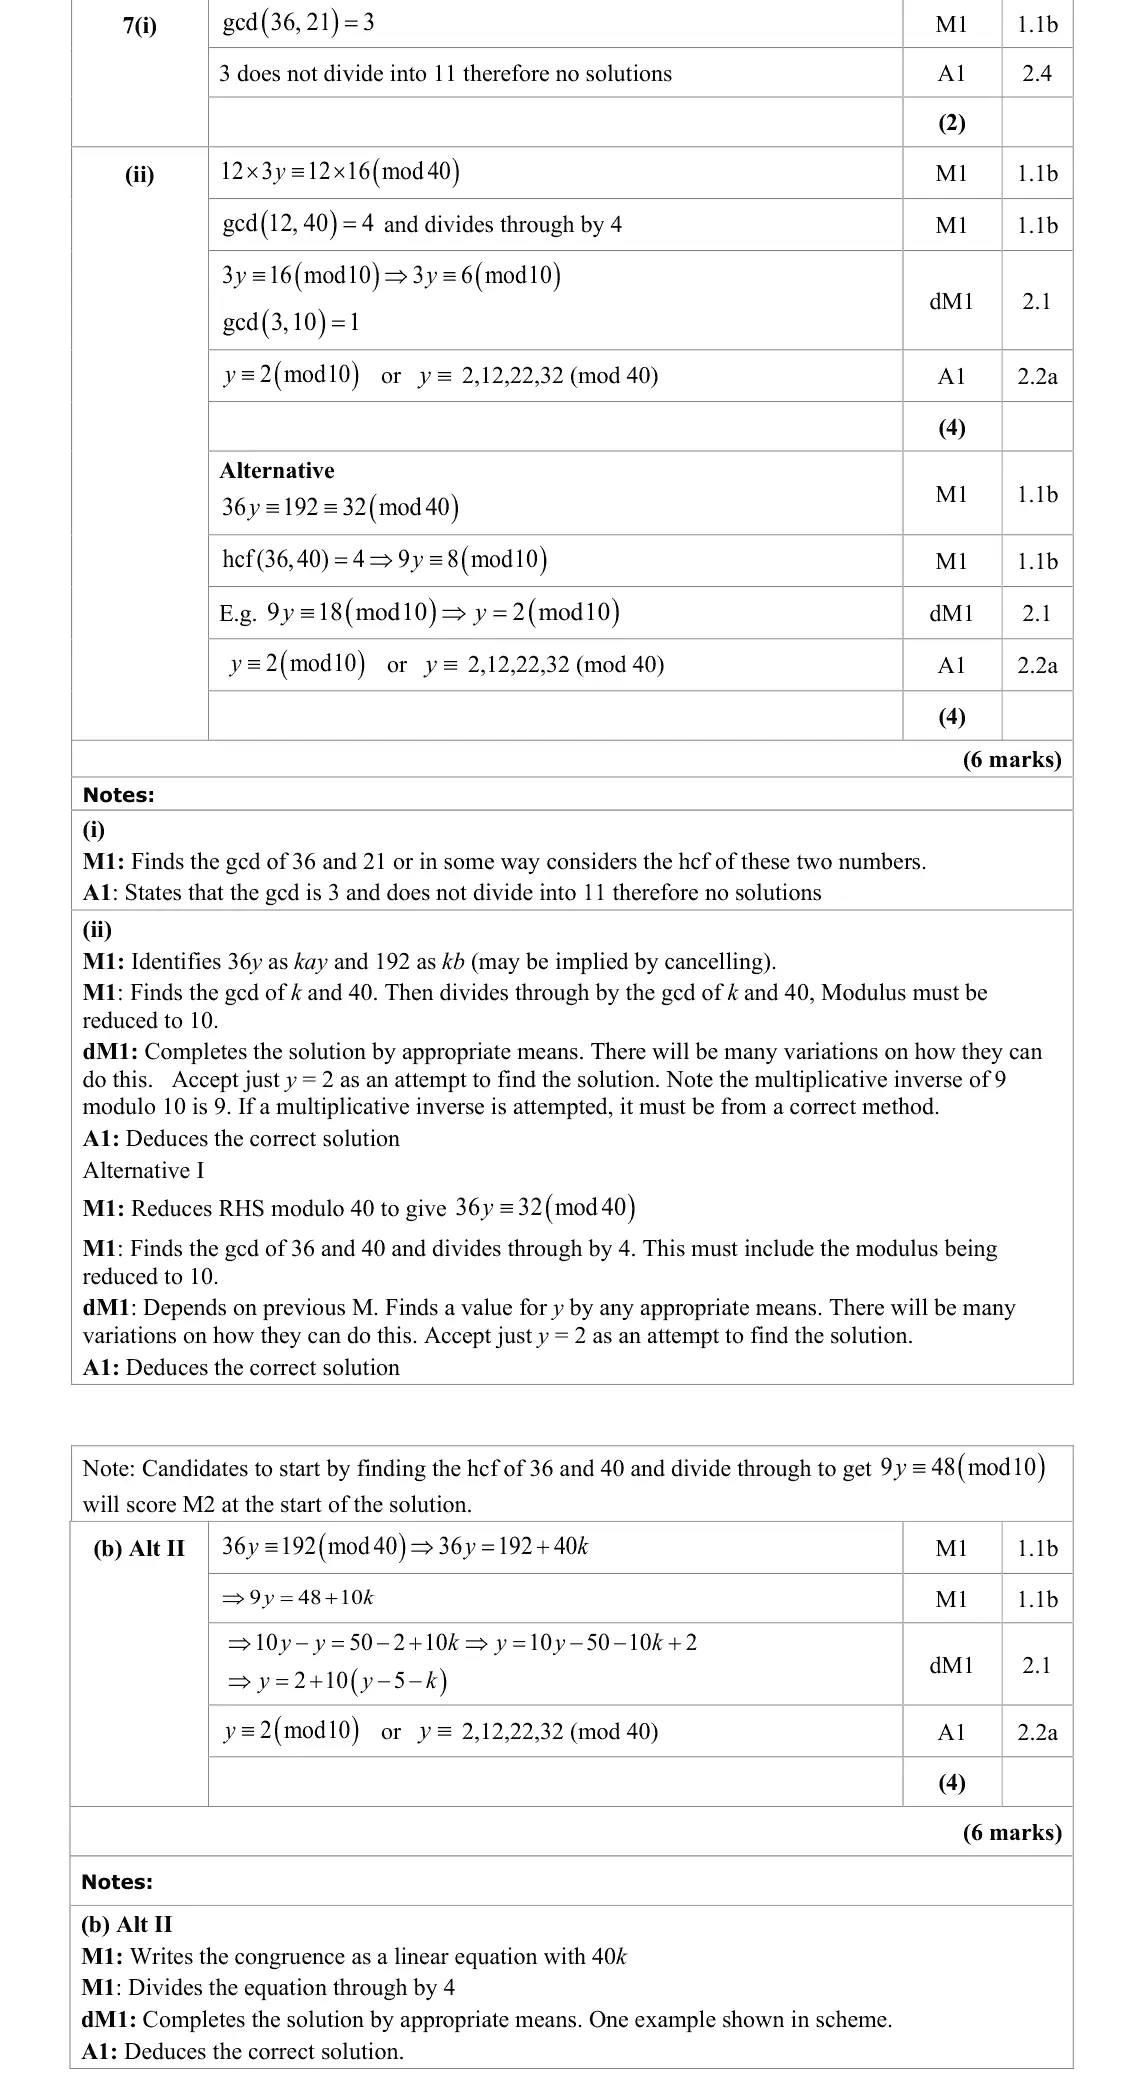 7(i) gcd(36, 21) = 3 M1 1.1b
3 does not divide into 11 therefore no solutions A1 2.4
(2)
(ii) 12×3y ≡ 12×16(mod 40) M1 1.1b
gcd(12, 40) = 4 and divides through by 4 M1 1.1b
3y ≡ 16(mod10) ⇒ 3y ≡ 6(mod10)
gcd(3,10) = 1
dM1 2.1
y ≡ 2(mod10) or y ≡ 2,12,22,32 (mod 40) A1 2.2a
(4)
Alternative
36y ≡ 192 ≡ 32(mod 40) M1 1.1b
hcf(36,40) = 4 ⇒ 9y ≡ 8(mod10) M1 1.1b
E.g. 9y ≡ 18(mod10) ⇒ y = 2(mod10) dM1 2.1
y ≡ 2(mod10) or y ≡ 2,12,22,32 (mod 40) A1 2.2a
(4)
(6 marks)
Notes:
(i)
M1: Finds the gcd of 36 and 21 or in some way considers the hcf of these two numbers.
A1: States that the gcd is 3 and does not divide into 11 therefore no solutions
(ii)
M1: Identifies 36y as kay and 192 as kb (may be implied by cancelling).
M1: Finds the gcd of k and 40. Then divides through by the gcd of k and 40, Modulus must be
reduced to 10.
dM1: Completes the solution by appropriate means. There will be many variations on how they can
do this. Accept just y = 2 as an attempt to find the solution. Note the multiplicative inverse of 9
modulo 10 is 9. If a multiplicative inverse is attempted, it must be from a correct method.
A1: Deduces the correct solution
Alternative I
M1: Reduces RHS modulo 40 to give 36y ≡ 32(mod 40)
M1: Finds the gcd of 36 and 40 and divides through by 4. This must include the modulus being
reduced to 10.
dM1: Depends on previous M. Finds a value for y by any appropriate means. There will be many
variations on how they can do this. Accept just y = 2 as an attempt to find the solution.
A1: Deduces the correct solution
Note: Candidates to start by finding the hcf of 36 and 40 and divide through to get 9y ≡ 48(mod10)
will score M2 at the start of the solution.
(b) Alt II 36y ≡ 192(mod 40) ⇒ 36y = 192 + 40k M1 1.1b
⇒ 9y = 48 + 10k M1 1.1b
⇒ 10y − y = 50 − 2 + 10k ⇒ y = 10y − 50 − 10k + 2
⇒ y = 2 + 10(y − 5 − k)
dM1 2.1
y ≡ 2(mod10) or y ≡ 2,12,22,32 (mod 40) A1 2.2a
(4)
(6 marks)
Notes:
(b) Alt II
M1: Writes the congruence as a linear equation with 40k
M1: Divides the equation through by 4
dM1: Completes the solution by appropriate means. One example shown in scheme.
A1: Deduces the correct solution.